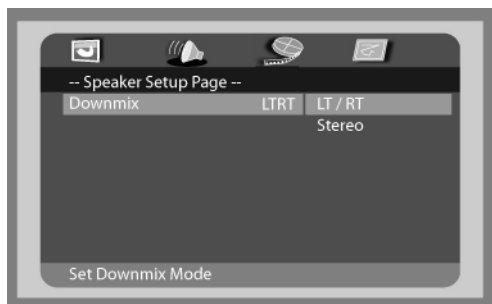 -- Speaker Setup Page --
Downmix LTRT LT / RT
Stereo
Set Downmix Mode